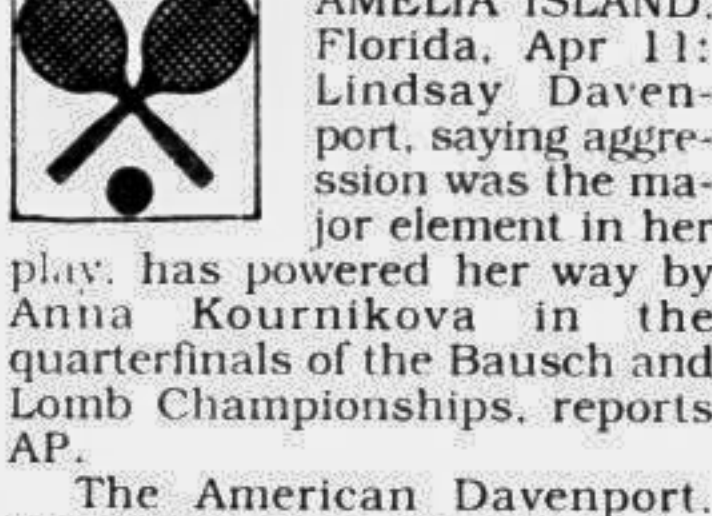 AMELIA ISLAND,
Florida, Apr 11:
Lindsay Daven-
port, saying aggre-
ssion was the ma-
jor element in her
play, has powered her way by
Anna Kournikova in the
quarterfinals of the Bausch and
Lomb Championships, reports
AP.
The American Davenport,